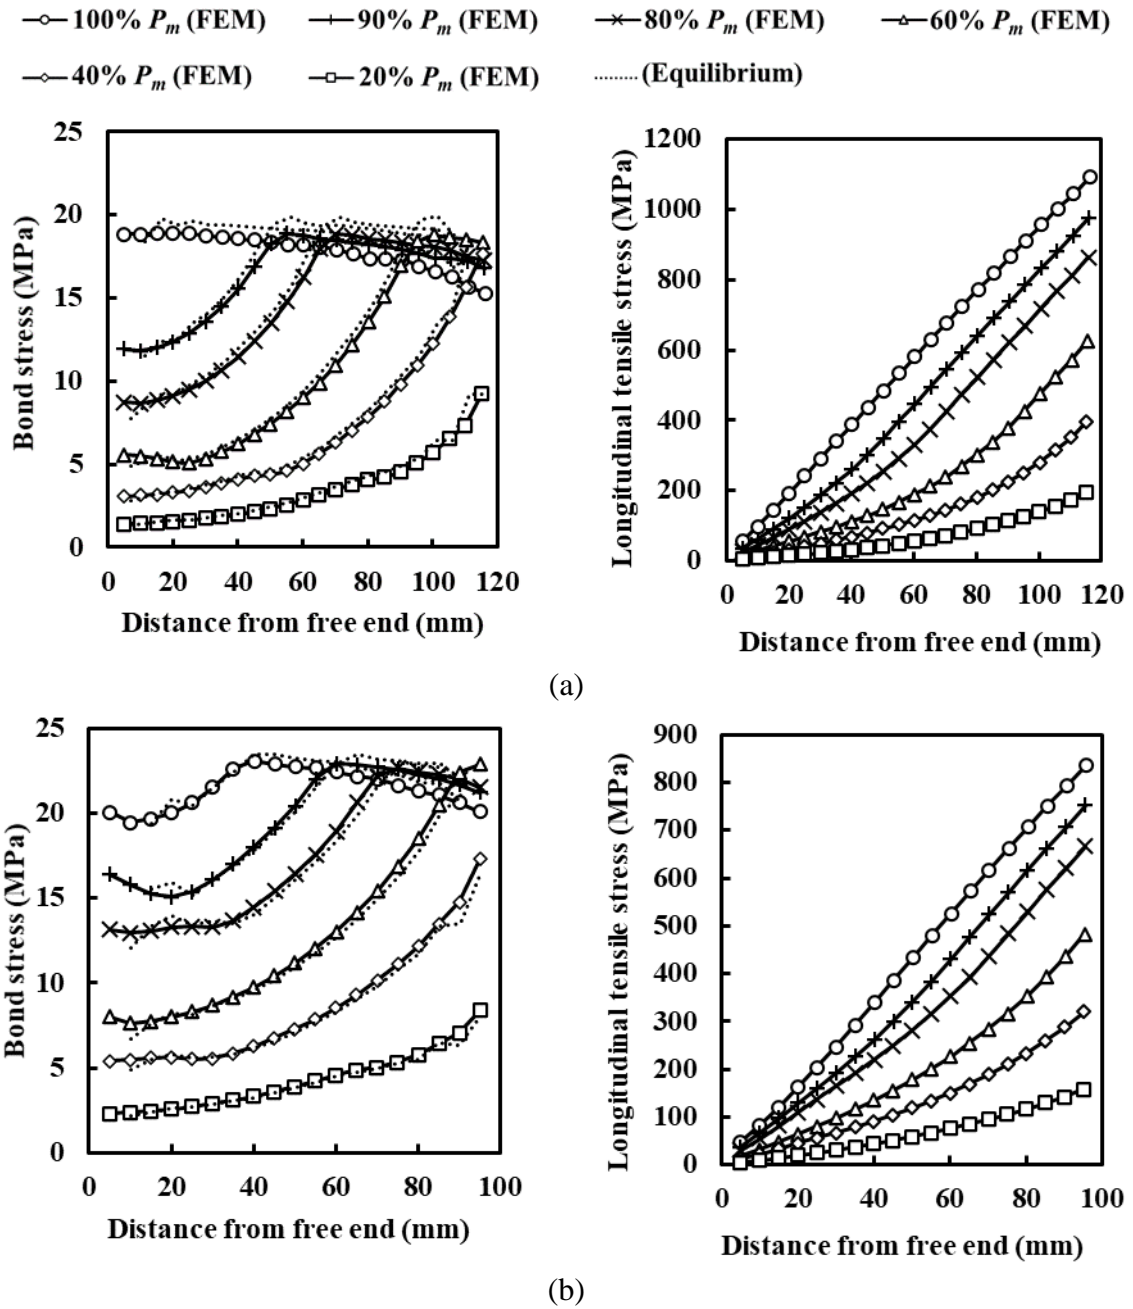 100% Pm (FEM) 90% Pm (FEM) 80% Pm (FEM) 60% Pm (FEM)
40% Pm (FEM) 20% Pm (FEM) (Equilibrium)
Bond stress (MPa)
25
20
15
10
5
0
0 20 40 60 80 100 120
Distance from free end (mm)
Longitudinal tensile stress (MPa)
1200
1000
800
600
400
200
0
0 20 40 60 80 100 120
Distance from free end (mm)
(a)
Bond stress (MPa)
25
20
15
10
5
0
0 20 40 60 80 100
Distance from free end (mm)
Longitudinal tensile stress (MPa)
900
800
700
600
500
400
300
200
100
0
0 20 40 60 80 100
Distance from free end (mm)
(b)